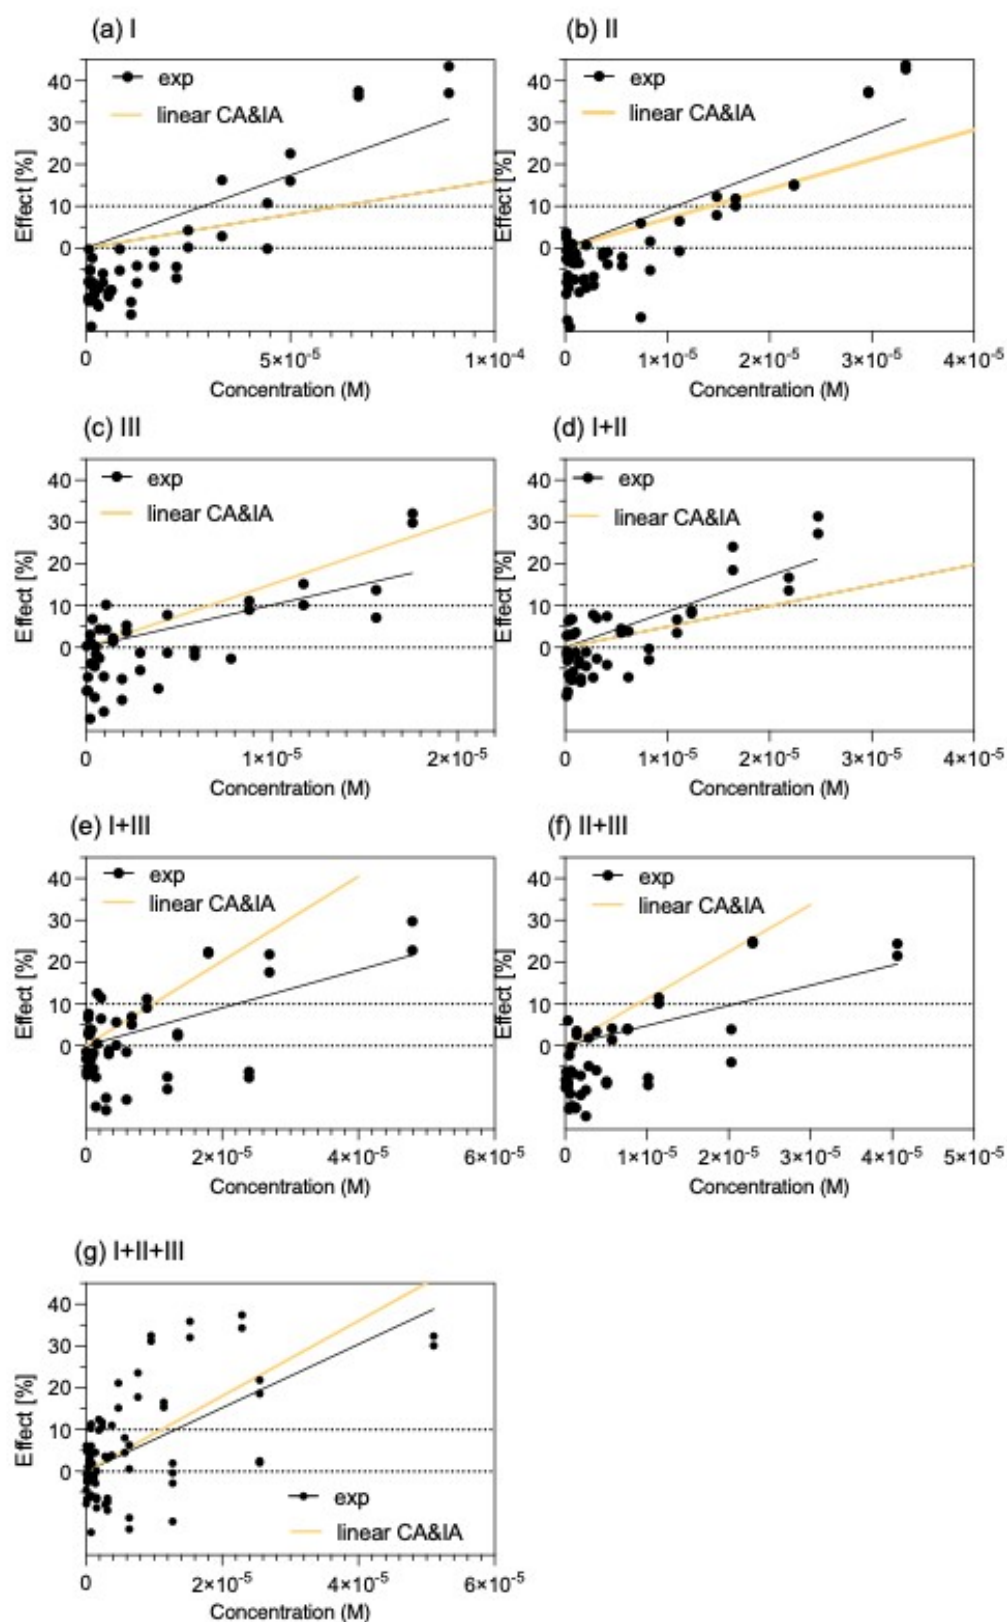 (a) I
exp
linear CA&IA
Effect [%]
40
30
20
10
0
0
5×10⁻⁵
1×10⁻⁴
Concentration (M)
(b) II
exp
linear CA&IA
Effect [%]
40
30
20
10
0
0
1×10⁻⁵
2×10⁻⁵
3×10⁻⁵
4×10⁻⁵
Concentration (M)
(c) III
exp
linear CA&IA
Effect [%]
40
30
20
10
0
0
1×10⁻⁵
2×10⁻⁵
Concentration (M)
(d) I+II
exp
linear CA&IA
Effect [%]
40
30
20
10
0
0
1×10⁻⁵
2×10⁻⁵
3×10⁻⁵
4×10⁻⁵
Concentration (M)
(e) I+III
exp
linear CA&IA
Effect [%]
40
30
20
10
0
0
2×10⁻⁵
4×10⁻⁵
6×10⁻⁵
Concentration (M)
(f) II+III
exp
linear CA&IA
Effect [%]
40
30
20
10
0
0
1×10⁻⁵
2×10⁻⁵
3×10⁻⁵
4×10⁻⁵
5×10⁻⁵
Concentration (M)
(g) I+II+III
exp
linear CA&IA
Effect [%]
40
30
20
10
0
0
2×10⁻⁵
4×10⁻⁵
6×10⁻⁵
Concentration (M)